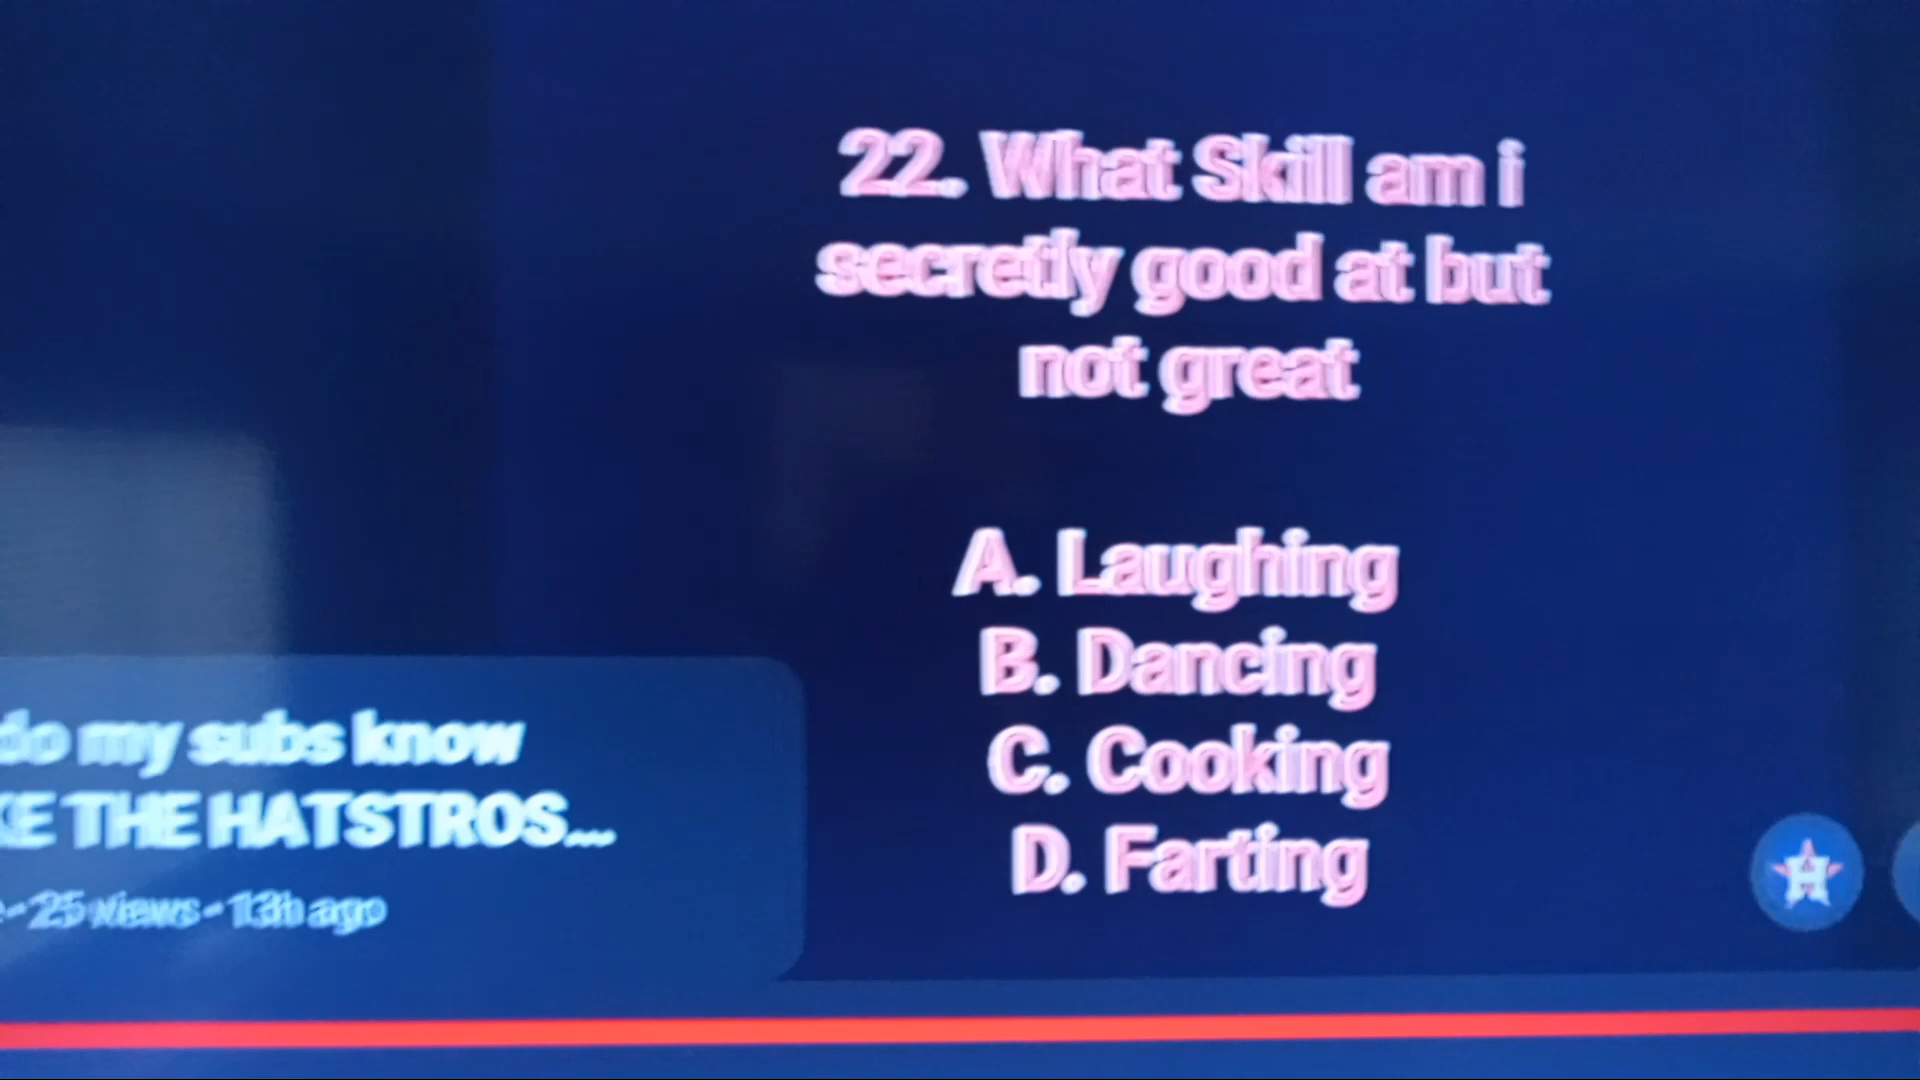 22. What Skill am i
secretly good at but
not great
A. Laughing
B. Dancing
C. Cooking
D. Farting
do my subs know
KE THE HATSTROS...
25 views - 13h ago
H